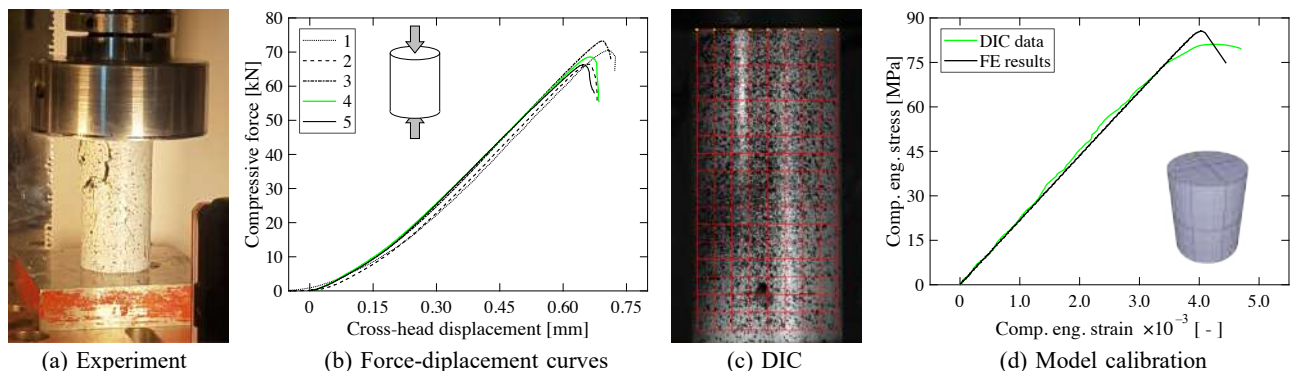 80
70
60
50
40
30
20
10
0
Compressive force [kN]
1
2
3
4
5
0.15 0.30 0.45 0.60 0.75
Cross-head displacement [mm]
90
75
60
45
30
15
0
Comp. eng. stress [MPa]
DIC data
FE results
0 1.0 2.0 3.0 4.0 5.0
Comp. eng. strain ×10⁻³ [ - ]
(a) Experiment
(b) Force-diplacement curves
(c) DIC
(d) Model calibration